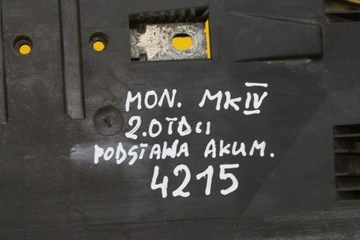 MON. MKIV
2.0TDCI
PODSTAWA AKUM.
4215